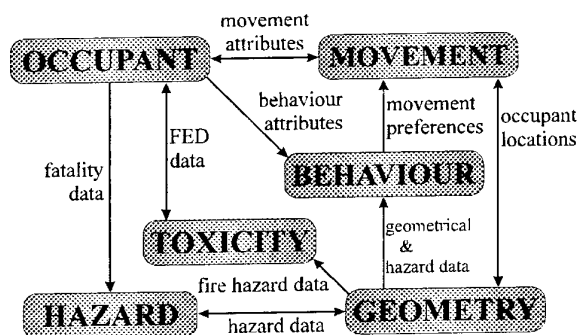 movement
attributes
OCCUPANT
MOVEMENT
behaviour
attributes
movement
preferences
occupant
locations
FED
data
fatality
data
BEHAVIOUR
TOXICITY
geometrical
&
hazard data
fire hazard data
HAZARD
hazard data
GEOMETRY